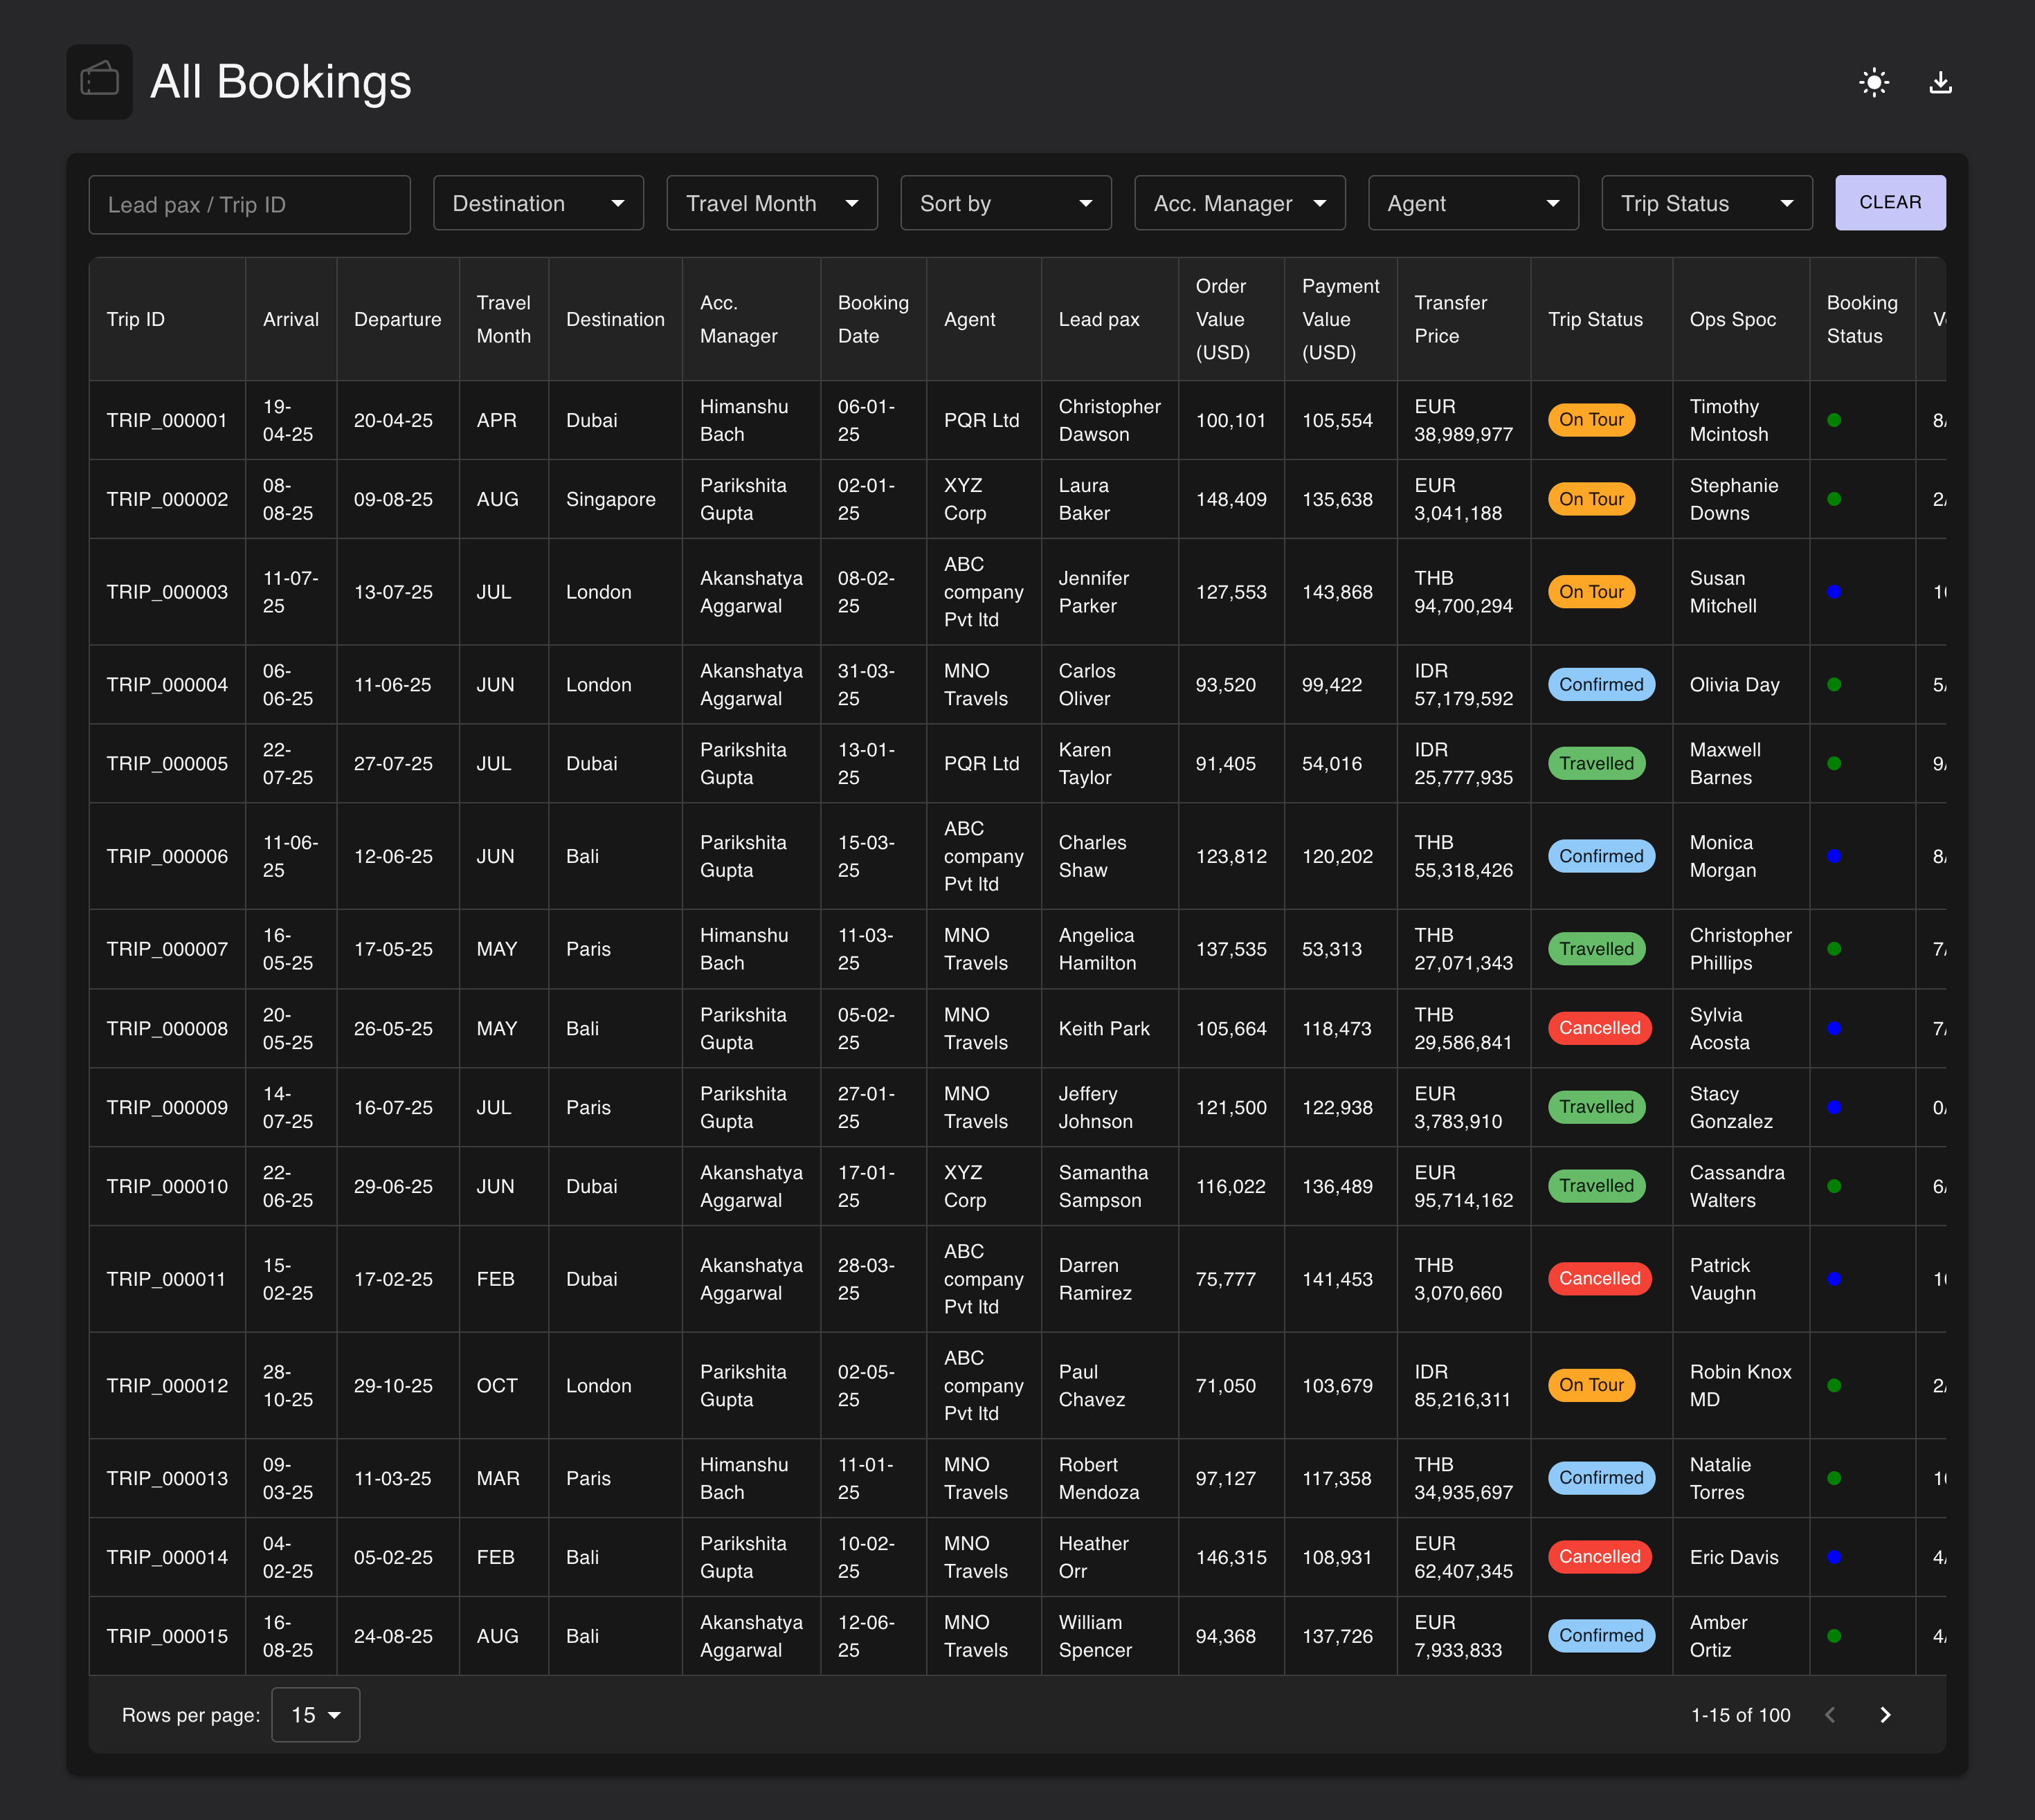 All Bookings
Lead pax / Trip ID Destination Travel Month Sort by Acc. Manager Agent Trip Status CLEAR
Trip ID Arrival Departure Travel Month Destination Acc. Manager Booking Date Agent Lead pax Order Value (USD) Payment Value (USD) Transfer Price Trip Status Ops Spoc Booking Status
TRIP_000001 19-04-25 20-04-25 APR Dubai Himanshu Bach 06-01-25 PQR Ltd Christopher Dawson 100,101 105,554 EUR 38,989,977 On Tour Timothy Mcintosh 8/
TRIP_000002 08-08-25 09-08-25 AUG Singapore Parikshita Gupta 02-01-25 XYZ Corp Laura Baker 148,409 135,638 EUR 3,041,188 On Tour Stephanie Downs 2/
TRIP_000003 11-07-25 13-07-25 JUL London Akanshatya Aggarwal 08-02-25 ABC company Pvt ltd Jennifer Parker 127,553 143,868 THB 94,700,294 On Tour Susan Mitchell
TRIP_000004 06-06-25 11-06-25 JUN London Akanshatya Aggarwal 31-03-25 MNO Travels Carlos Oliver 93,520 99,422 IDR 57,179,592 Confirmed Olivia Day 5/
TRIP_000005 22-07-25 27-07-25 JUL Dubai Parikshita Gupta 13-01-25 PQR Ltd Karen Taylor 91,405 54,016 IDR 25,777,935 Travelled Maxwell Barnes 9/
TRIP_000006 11-06-25 12-06-25 JUN Bali Parikshita Gupta 15-03-25 ABC company Pvt ltd Charles Shaw 123,812 120,202 THB 55,318,426 Confirmed Monica Morgan 8/
TRIP_000007 16-05-25 17-05-25 MAY Paris Himanshu Bach 11-03-25 MNO Travels Angelica Hamilton 137,535 53,313 THB 27,071,343 Travelled Christopher Phillips 7/
TRIP_000008 20-05-25 26-05-25 MAY Bali Parikshita Gupta 05-02-25 MNO Travels Keith Park 105,664 118,473 THB 29,586,841 Cancelled Sylvia Acosta 7/
TRIP_000009 14-07-25 16-07-25 JUL Paris Parikshita Gupta 27-01-25 MNO Travels Jeffery Johnson 121,500 122,938 EUR 3,783,910 Travelled Stacy Gonzalez 0/
TRIP_000010 22-06-25 29-06-25 JUN Dubai Akanshatya Aggarwal 17-01-25 XYZ Corp Samantha Sampson 116,022 136,489 EUR 95,714,162 Travelled Cassandra Walters 6/
TRIP_000011 15-02-25 17-02-25 FEB Dubai Akanshatya Aggarwal 28-03-25 ABC company Pvt ltd Darren Ramirez 75,777 141,453 THB 3,070,660 Cancelled Patrick Vaughn
TRIP_000012 28-10-25 29-10-25 OCT London Parikshita Gupta 02-05-25 ABC company Pvt ltd Paul Chavez 71,050 103,679 IDR 85,216,311 On Tour Robin Knox MD 2/
TRIP_000013 09-03-25 11-03-25 MAR Paris Himanshu Bach 11-01-25 MNO Travels Robert Mendoza 97,127 117,358 THB 34,935,697 Confirmed Natalie Torres
TRIP_000014 04-02-25 05-02-25 FEB Bali Parikshita Gupta 10-02-25 MNO Travels Heather Orr 146,315 108,931 EUR 62,407,345 Cancelled Eric Davis 4/
TRIP_000015 16-08-25 24-08-25 AUG Bali Akanshatya Aggarwal 12-06-25 MNO Travels William Spencer 94,368 137,726 EUR 7,933,833 Confirmed Amber Ortiz 4/
Rows per page: 15 1-15 of 100